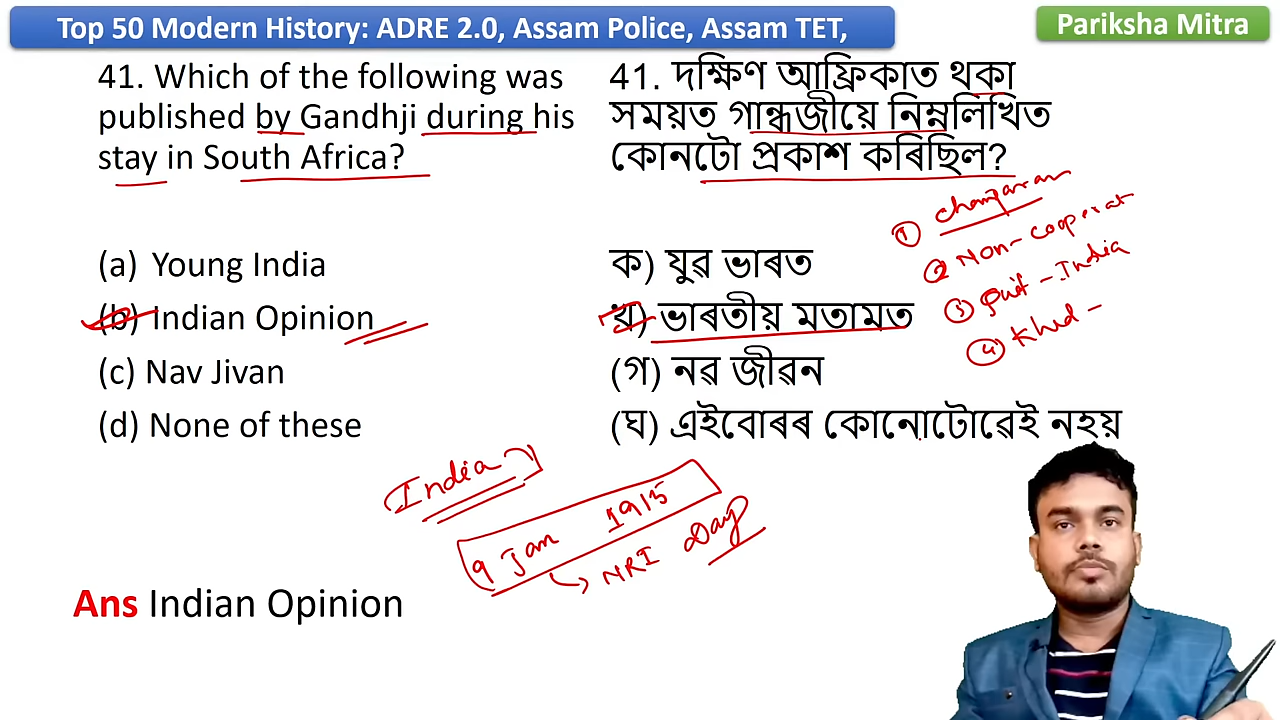 Top 50 Modern History: ADRE 2.0, Assam Police, Assam TET,
Pariksha Mitra
41. Which of the following was
published by Gandhji during his
stay in South Africa?
(a) Young India
(b) Indian Opinion
(c) Nav Jivan
(d) None of these
41. দক্ষিণ আফ্ৰিকাত থকা
সময়ত গান্ধজীয়ে নিম্নলিখিত
কোনটো প্ৰকাশ কৰিছিল?
ক) যুৱ ভাৰত
খ) ভাৰতীয় মতামত
(গ) নৱ জীৱন
(ঘ) এইবোৰৰ কোনোটোৱেই নহয়
① Champaran
② Non-Cooperat
③ Quit-India
④ Khed -
India
9 Jan 1915
NRI Day
Ans Indian Opinion